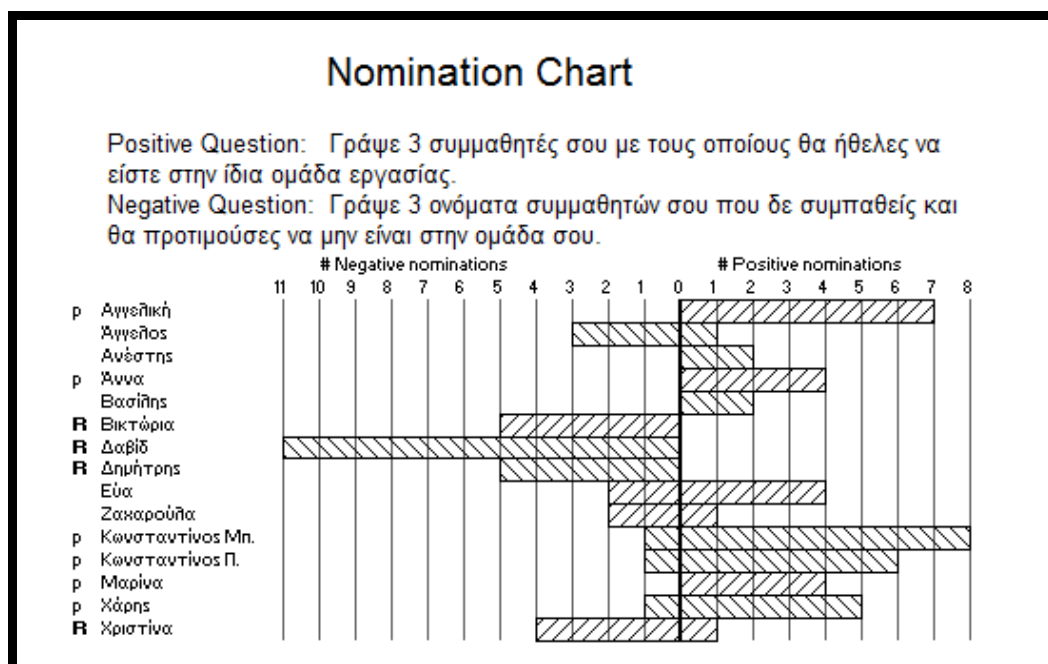 Nomination Chart
Positive Question: Γράψε 3 συμμαθητές σου με τους οποίους θα ήθελες να
είστε στην ίδια ομάδα εργασίας.
Negative Question: Γράψε 3 ονόματα συμμαθητών σου που δε συμπαθείς και
θα προτιμούσες να μην είναι στην ομάδα σου.
# Negative nominations # Positive nominations
11 10 9 8 7 6 5 4 3 2 1 0 1 2 3 4 5 6 7 8
p Αγγελική
Άγγελος
Ανέστης
p Άννα
Βασίλης
R Βικτώρια
R Δαβίδ
R Δημήτρης
Εύα
Ζαχαρούλα
p Κωνσταντίνος Μπ.
p Κωνσταντίνος Π.
p Μαρίνα
p Χάρης
R Χριστίνα